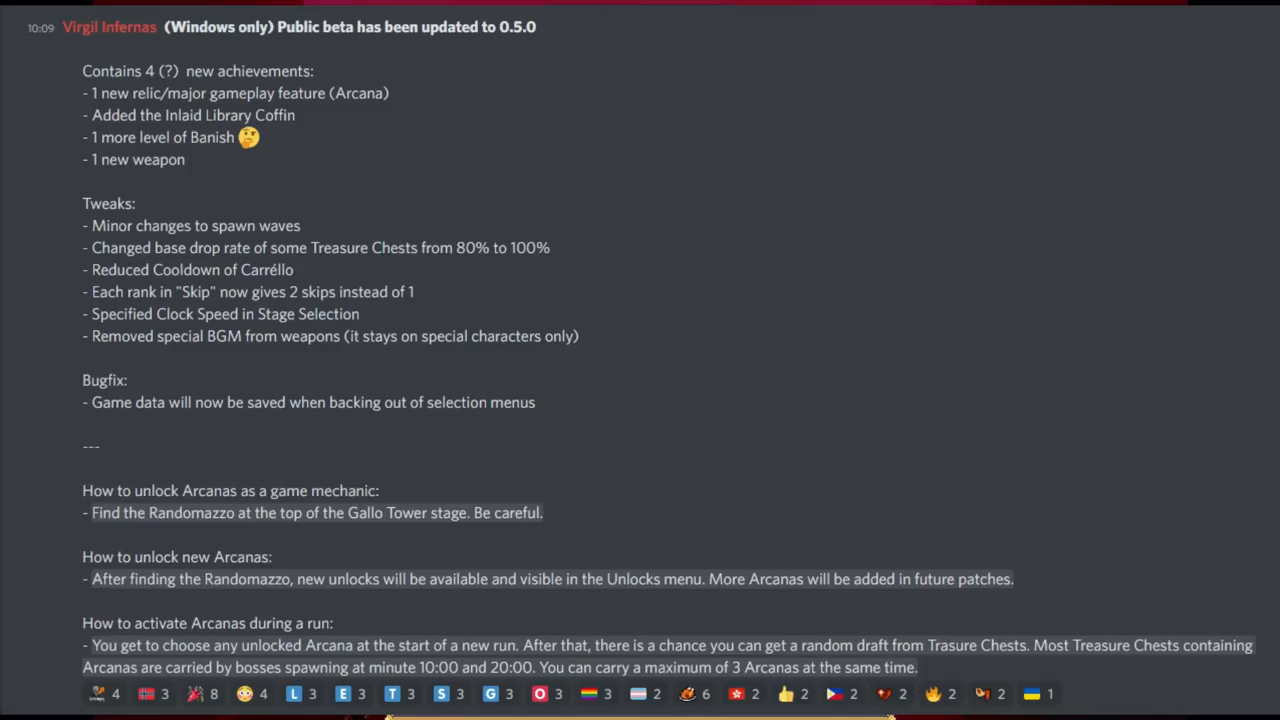 10:09 Virgil Infernas (Windows only) Public beta has been updated to 0.5.0
Contains 4 (?) new achievements:
- 1 new relic/major gameplay feature (Arcana)
- Added the Inlaid Library Coffin
- 1 more level of Banish 🤔
- 1 new weapon
Tweaks:
- Minor changes to spawn waves
- Changed base drop rate of some Treasure Chests from 80% to 100%
- Reduced Cooldown of Carréllo
- Each rank in "Skip" now gives 2 skips instead of 1
- Specified Clock Speed in Stage Selection
- Removed special BGM from weapons (it stays on special characters only)
Bugfix:
- Game data will now be saved when backing out of selection menus
---
How to unlock Arcanas as a game mechanic:
- Find the Randomazzo at the top of the Gallo Tower stage. Be careful.
How to unlock new Arcanas:
- After finding the Randomazzo, new unlocks will be available and visible in the Unlocks menu. More Arcanas will be added in future patches.
How to activate Arcanas during a run:
- You get to choose any unlocked Arcana at the start of a new run. After that, there is a chance you can get a random draft from Trasure Chests. Most Treasure Chests containing
Arcanas are carried by bosses spawning at minute 10:00 and 20:00. You can carry a maximum of 3 Arcanas at the same time.
4 3 8 4 L 3 E 3 T 3 S 3 G 3 O 3 3 2 6 2 2 2 2 2 2 1